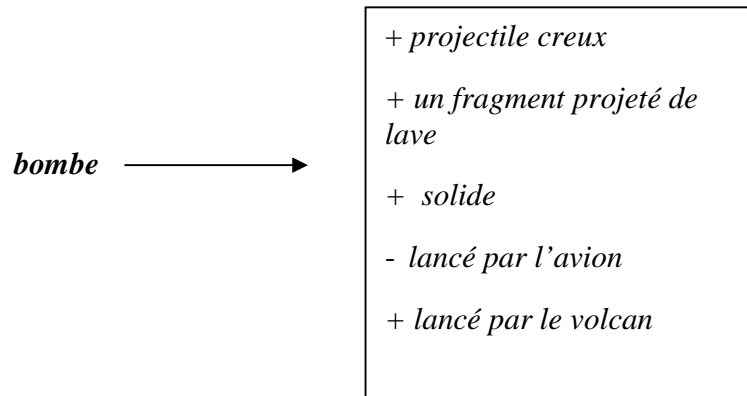 + projectile creux
+ un fragment projeté de
lave
bombe
+ solide
- lancé par l’avion
+ lancé par le volcan